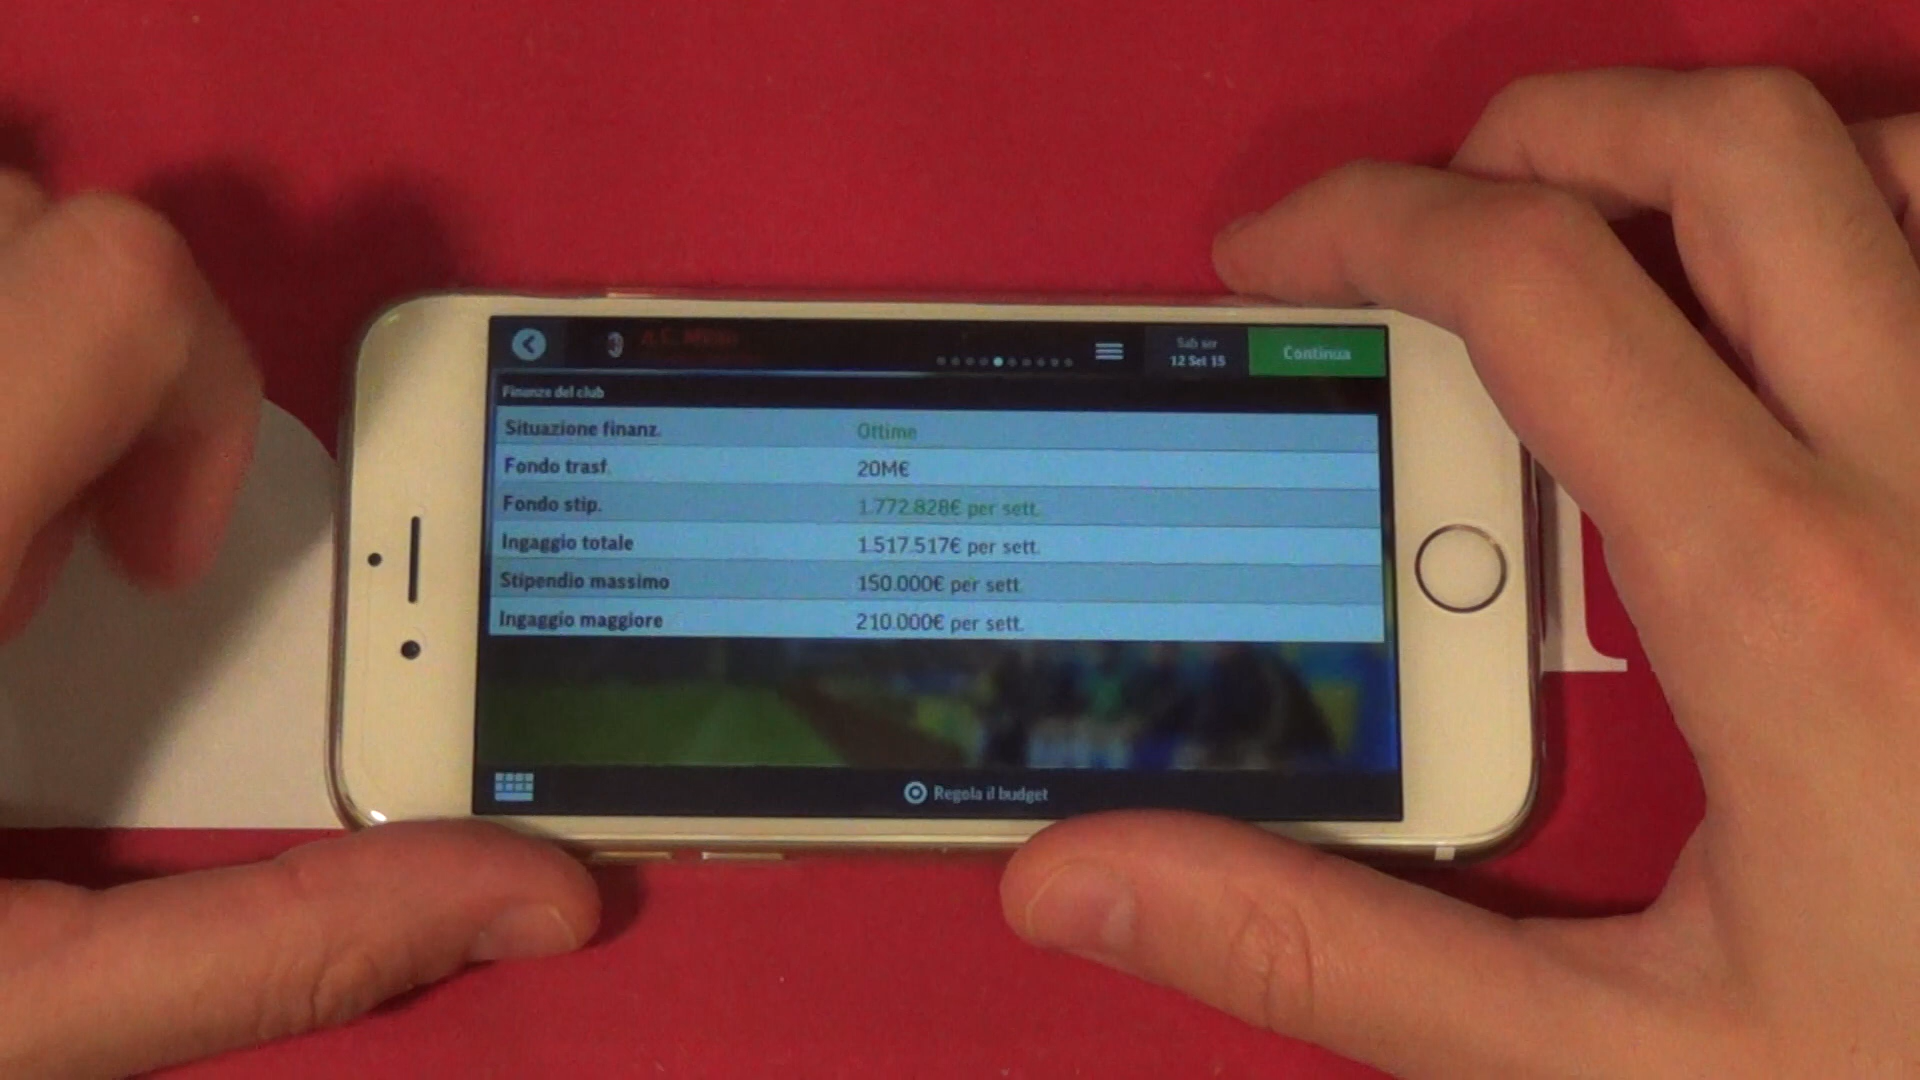 A.C. Milan
Sab ser
12 Set 15
Continua
Finanze del club
Situazione finanz. Ottime
Fondo trasf. 20M€
Fondo stip. 1.772.828€ per sett.
Ingaggio totale 1.517.517€ per sett.
Stipendio massimo 150.000€ per sett.
Ingaggio maggiore 210.000€ per sett.
Regola il budget